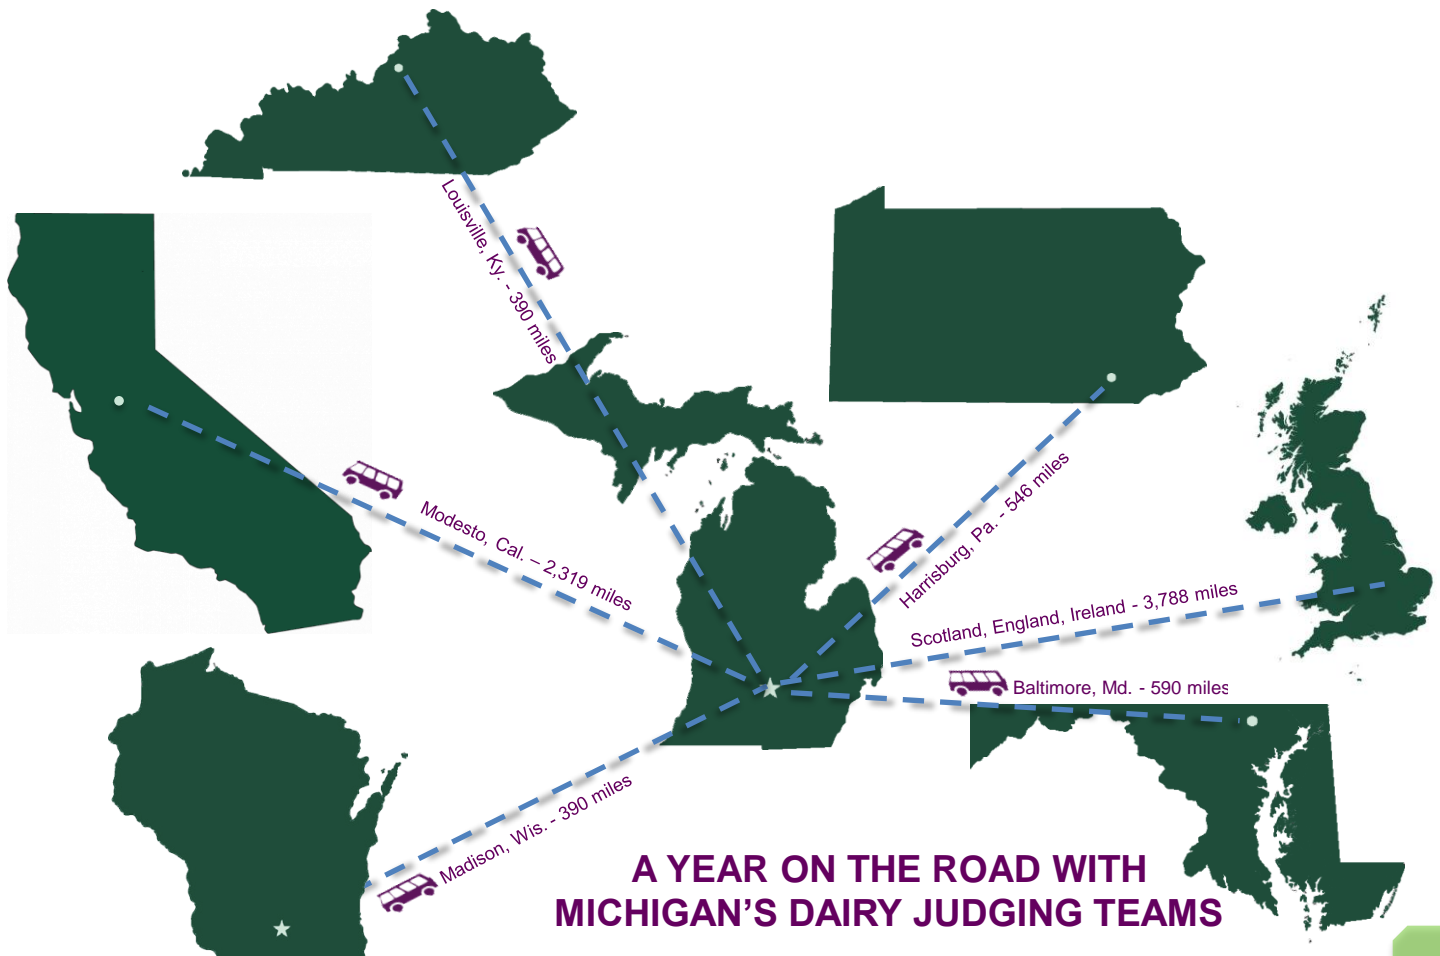 Louisville, Ky. - 390 miles
Modesto, Cal. – 2,319 miles
Harrisburg, Pa. - 546 miles
Scotland, England, Ireland - 3,788 miles
Baltimore, Md. - 590 miles
Madison, Wis. - 390 miles
A YEAR ON THE ROAD WITH
MICHIGAN’S DAIRY JUDGING TEAMS